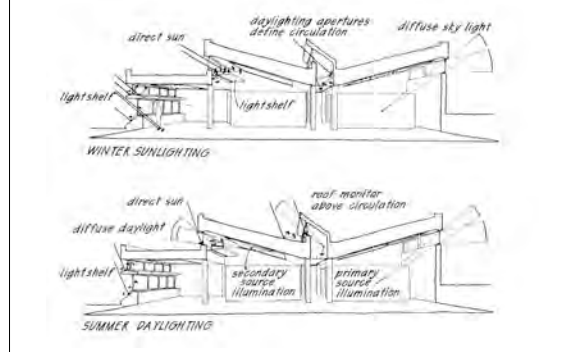 daylighting apertures
define circulation
diffuse sky light
direct sun
lightshelf
lightshelf
WINTER SUNLIGHTING
direct sun
roof monitor
above circulation
diffuse daylight
lightshelf
secondary
source
illumination
primary
source
illumination
SUMMER DAYLIGHTING